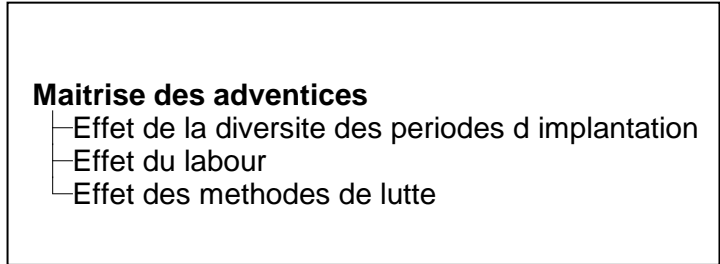 Maitrise des adventices
Effet de la diversite des periodes d implantation
Effet du labour
Effet des methodes de lutte